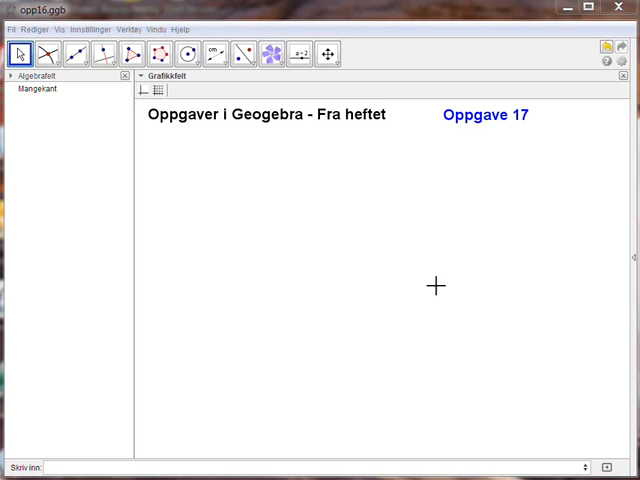 opp16.ggb
Fil Rediger Vis Innstillinger Verktøy Vindu Hjelp
cm
a = 2
Algebrafelt
Grafikkfelt
Mangekant
Oppgaver i Geogebra - Fra heftet
Oppgave 17
Skriv inn: